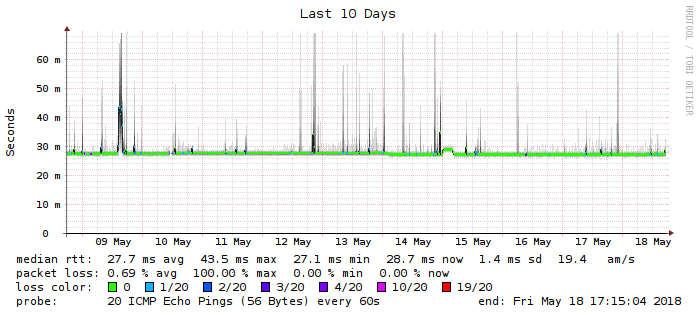 Last 10 Days
RRDTOOL / TOBI OETIKER
Seconds
60 m
50 m
40 m
30 m
20 m
10 m
0
09 May 10 May 11 May 12 May 13 May 14 May 15 May 16 May 17 May 18 May
median rtt: 27.7 ms avg 43.5 ms max 27.1 ms min 28.7 ms now 1.4 ms sd 19.4 am/s
packet loss: 0.69 % avg 100.00 % max 0.00 % min 0.00 % now
loss color: 0 1/20 2/20 3/20 4/20 10/20 19/20
probe: 20 ICMP Echo Pings (56 Bytes) every 60s end: Fri May 18 17:15:04 2018